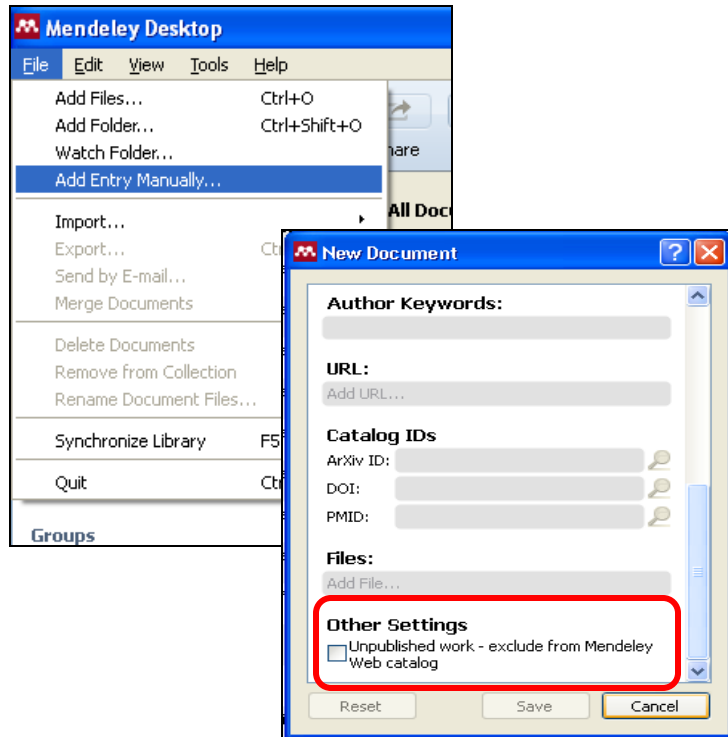 Mendeley Desktop
File Edit View Tools Help
Add Files... Ctrl+O
Add Folder... Ctrl+Shift+O
Watch Folder...
Add Entry Manually...
Import...
Export...
Send by E-mail...
Merge Documents
Delete Documents
Remove from Collection
Rename Document Files...
Synchronize Library F5
Quit
Groups
hare
All Doc
New Document
Author Keywords:
URL:
Add URL...
Catalog IDs
ArXiv ID:
DOI:
PMID:
Files:
Add File...
Other Settings
Unpublished work - exclude from Mendeley
Web catalog
Reset Save Cancel